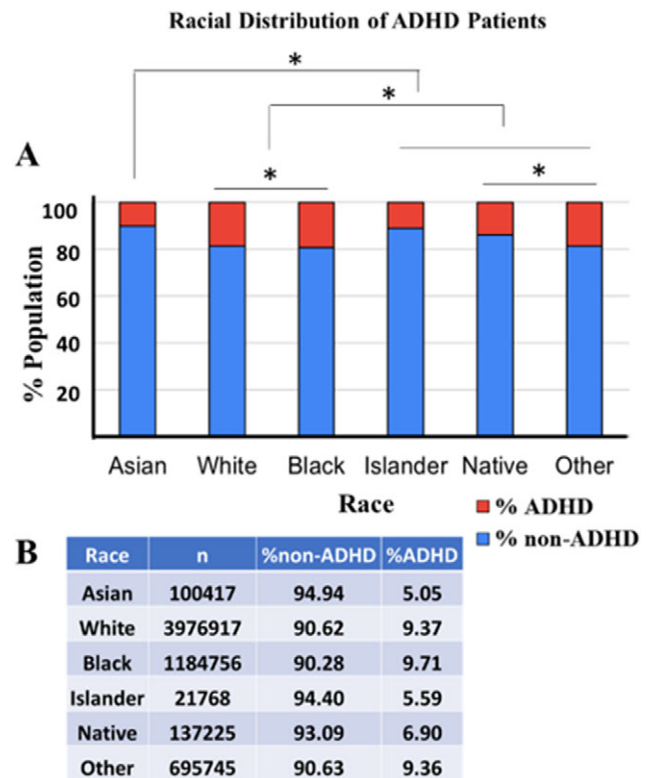 Racial Distribution of ADHD Patients
*
*
A
*
*
100
80
60
40
20
% Population
Asian White Black Islander Native Other
Race
% ADHD
% non-ADHD
B
Race n %non-ADHD %ADHD
Asian 100417 94.94 5.05
White 3976917 90.62 9.37
Black 1184756 90.28 9.71
Islander 21768 94.40 5.59
Native 137225 93.09 6.90
Other 695745 90.63 9.36